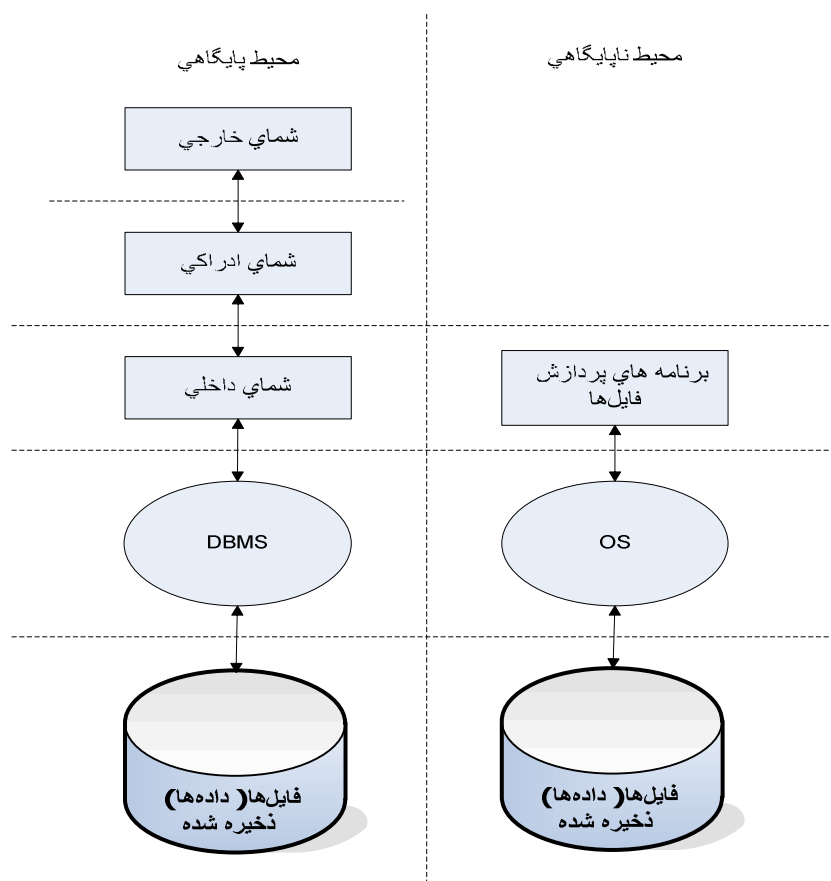 محيط ناپايگاهي
محيط پايگاهي
شماي خارجي
شماي ادراكي
شماي داخلي
برنامه هاي پردازش
فايل‌ها
DBMS
OS
فايل‌ها( داده‌ها)
ذخيره شده
فايل‌ها( داده‌ها)
ذخيره شده